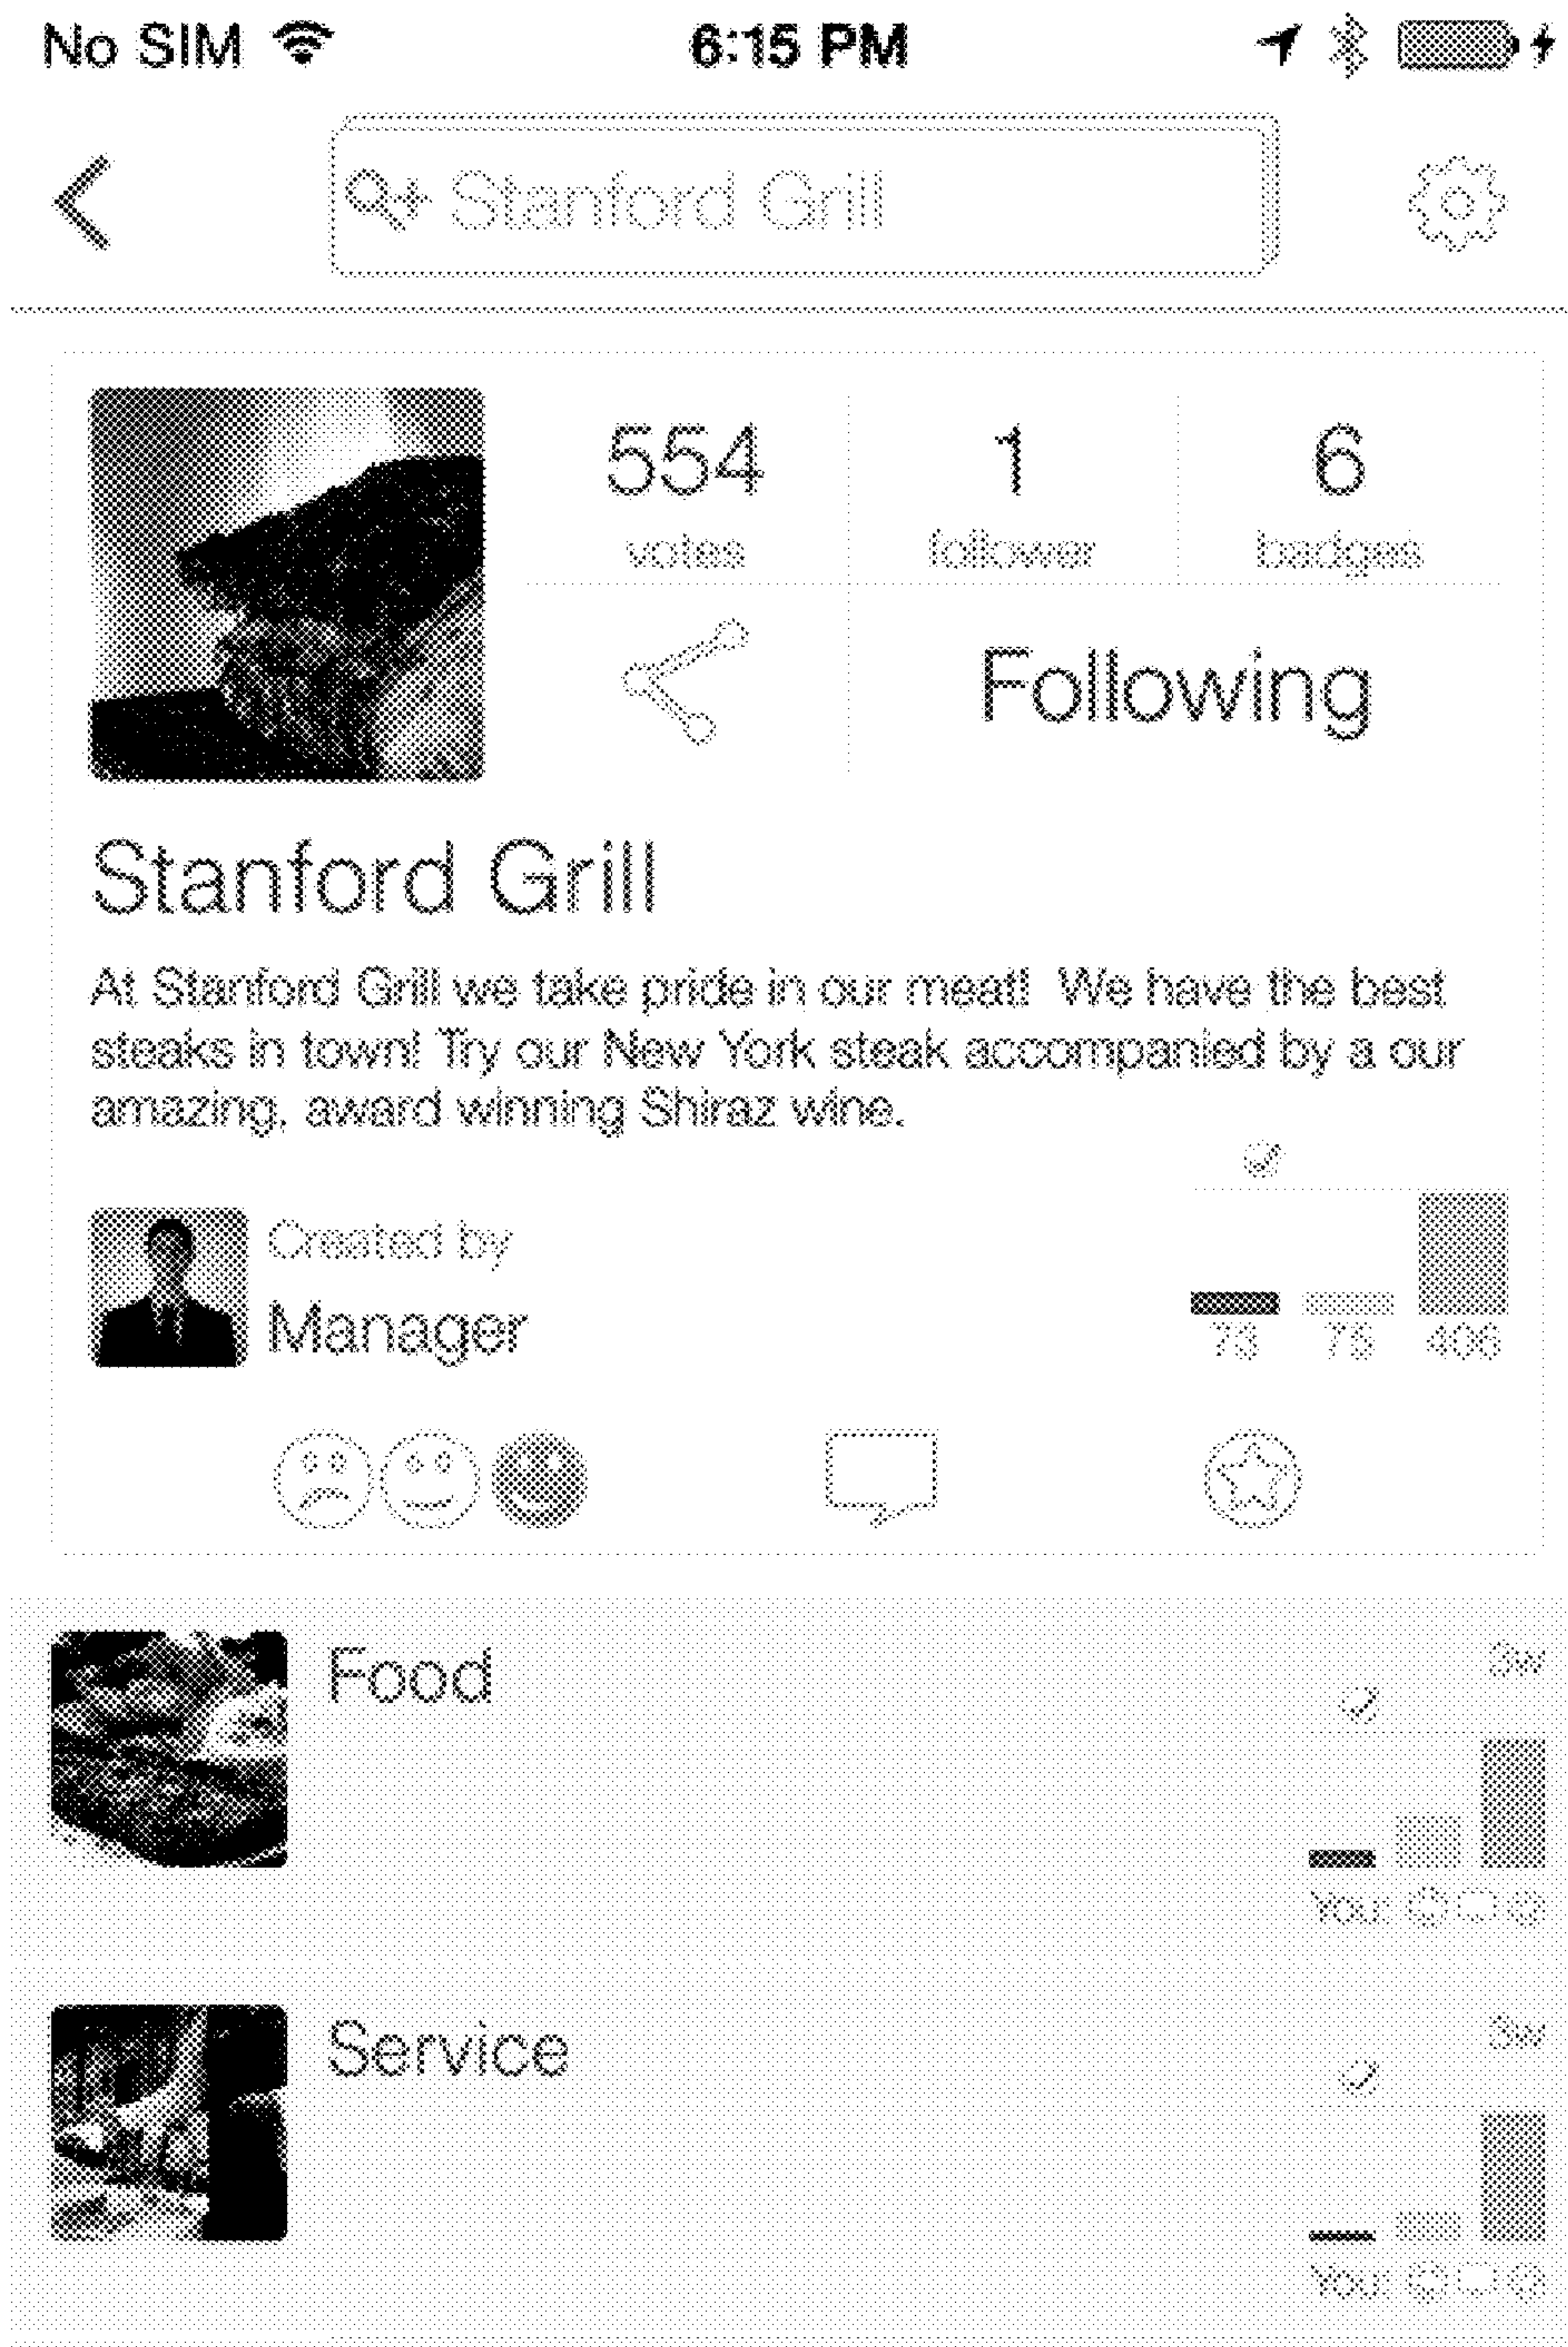 No SIM 6:15 PM
Stanford Grill
554 1 6
votes follower badges
Following
Stanford Grill
At Stanford Grill we take pride in our meat!  We have the best
steaks in town! Try our New York steak accompanied by a our
amazing, award winning Shiraz wine.
Created by
Manager
73 75 406
Food
3w
You:
Service
3w
You: